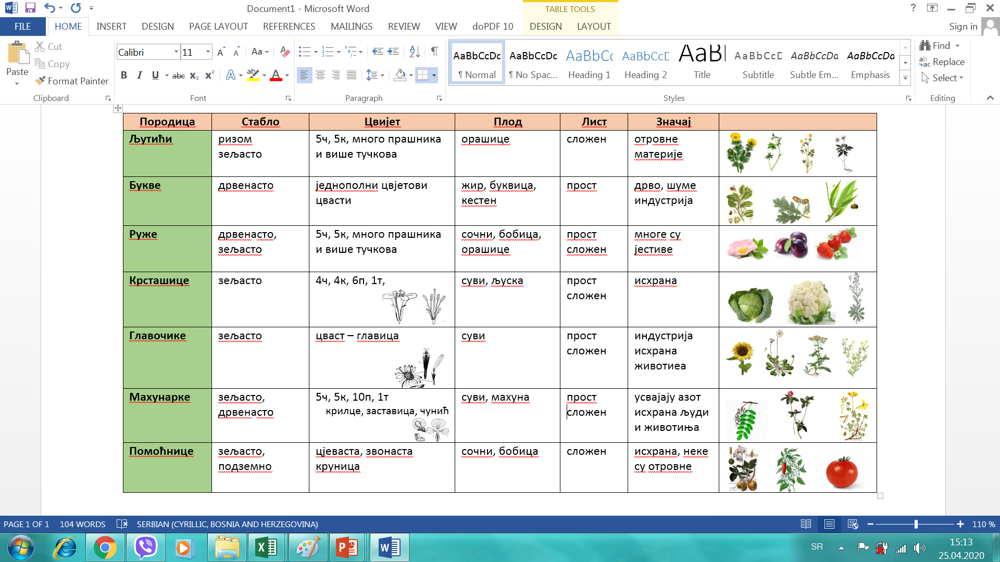 Document1 - Microsoft Word
TABLE TOOLS
FILE HOME INSERT DESIGN PAGE LAYOUT REFERENCES MAILINGS REVIEW VIEW doPDF 10 DESIGN LAYOUT Sign in
Paste
Cut
Copy
Format Painter
Clipboard
Calibri 11
Font
Paragraph
AaBbCcDc AaBbCcDc AaBbCc AaBbCcD AaB AaBbCcD AaBbCcDa AaBbCcDa
¶ Normal ¶ No Spac... Heading 1 Heading 2 Title Subtitle Subtle Em... Emphasis
Styles
Find
Replace
Select
Editing
Породица Стабло Цвијет Плод Лист Значај
Љутићи ризом 5ч, 5к, много прашника орашице сложен отровне
зељасто и више тучкова материје
Букве дрвенасто једнополни цвјетови жир, буквица, прост дрво, шуме
цвасти кестен индустрија
Руже дрвенасто, 5ч, 5к, много прашника сочни, бобица, прост многе су
зељасто и више тучкова орашице сложен јестиве
Крсташице зељасто 4ч, 4к, 6п, 1т, суви, љуска прост исхрана
сложен
Главочике зељасто цваст – главица суви прост индустрија
сложен исхрана
животиеа
Махунарке зељасто, 5ч, 5к, 10п, 1т суви, махуна прост усвајају азот
дрвенасто крилце, заставица, чунић сложен исхрана људи
и животиња
Помоћнице зељасто, цјеваста, звонаста сочни, бобица сложен исхрана, неке
подземно круница су отровне
PAGE 1 OF 1 104 WORDS SERBIAN (CYRILLIC, BOSNIA AND HERZEGOVINA) 110 %
SR 15:13
25.04.2020